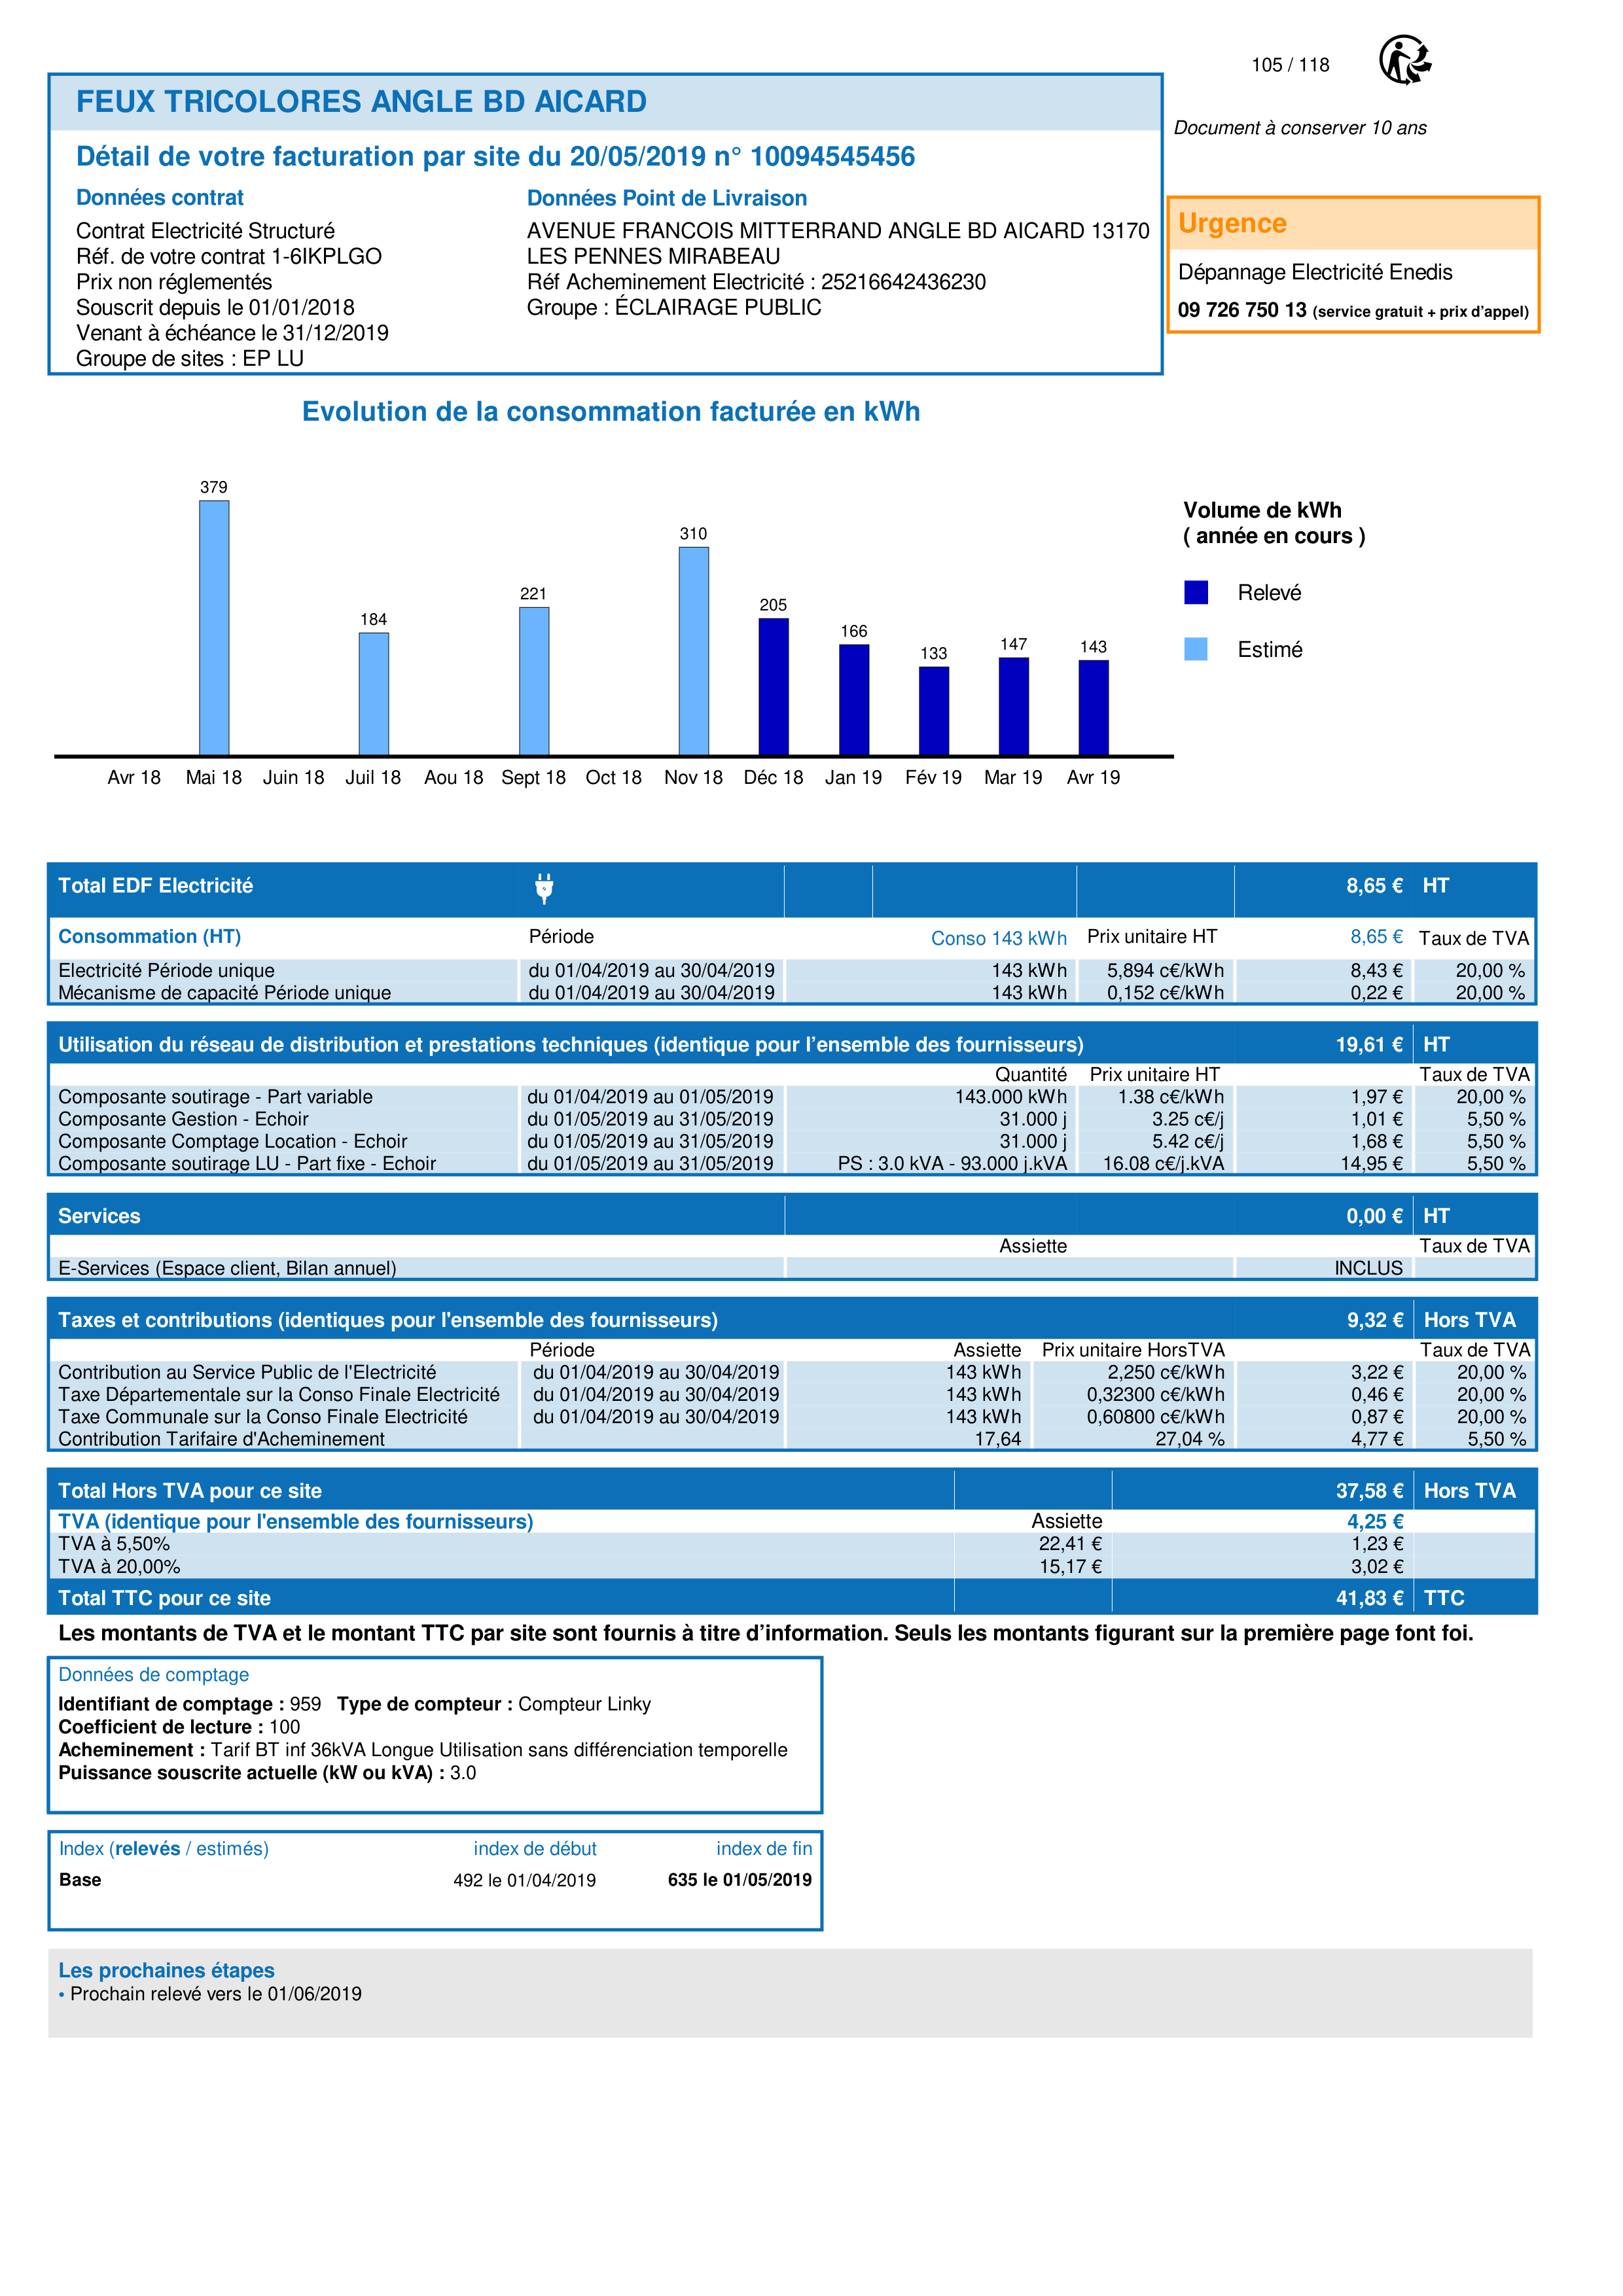 105 / 118
FEUX TRICOLORES ANGLE BD AICARD
Document à conserver 10 ans
Détail de votre facturation par site du 20/05/2019 n° 10094545456
Données contrat
Contrat Electricité Structuré
Réf. de votre contrat 1-6IKPLGO
Prix non réglementés
Souscrit depuis le 01/01/2018
Venant à échéance le 31/12/2019
Groupe de sites : EP LU
Données Point de Livraison
AVENUE FRANCOIS MITTERRAND ANGLE BD AICARD 13170
LES PENNES MIRABEAU
Réf Acheminement Electricité : 25216642436230
Groupe : ÉCLAIRAGE PUBLIC
Urgence
Dépannage Electricité Enedis
09 726 750 13 (service gratuit + prix d’appel)
Evolution de la consommation facturée en kWh
379
184
221
310
205
166
133
147
143
Avr 18 Mai 18 Juin 18 Juil 18 Aou 18 Sept 18 Oct 18 Nov 18 Déc 18 Jan 19 Fév 19 Mar 19 Avr 19
Volume de kWh
( année en cours )
Relevé
Estimé
Total EDF Electricité 8,65 € HT
Consommation (HT) Période Conso 143 kWh Prix unitaire HT 8,65 € Taux de TVA
Electricité Période unique du 01/04/2019 au 30/04/2019 143 kWh 5,894 c€/kWh 8,43 € 20,00 %
Mécanisme de capacité Période unique du 01/04/2019 au 30/04/2019 143 kWh 0,152 c€/kWh 0,22 € 20,00 %
Utilisation du réseau de distribution et prestations techniques (identique pour l’ensemble des fournisseurs) 19,61 € HT
Quantité Prix unitaire HT Taux de TVA
Composante soutirage - Part variable du 01/04/2019 au 01/05/2019 143.000 kWh 1.38 c€/kWh 1,97 € 20,00 %
Composante Gestion - Echoir du 01/05/2019 au 31/05/2019 31.000 j 3.25 c€/j 1,01 € 5,50 %
Composante Comptage Location - Echoir du 01/05/2019 au 31/05/2019 31.000 j 5.42 c€/j 1,68 € 5,50 %
Composante soutirage LU - Part fixe - Echoir du 01/05/2019 au 31/05/2019 PS : 3.0 kVA - 93.000 j.kVA 16.08 c€/j.kVA 14,95 € 5,50 %
Services 0,00 € HT
Assiette Taux de TVA
E-Services (Espace client, Bilan annuel) INCLUS
Taxes et contributions (identiques pour l'ensemble des fournisseurs) 9,32 € Hors TVA
Période Assiette Prix unitaire HorsTVA Taux de TVA
Contribution au Service Public de l'Electricité du 01/04/2019 au 30/04/2019 143 kWh 2,250 c€/kWh 3,22 € 20,00 %
Taxe Départementale sur la Conso Finale Electricité du 01/04/2019 au 30/04/2019 143 kWh 0,32300 c€/kWh 0,46 € 20,00 %
Taxe Communale sur la Conso Finale Electricité du 01/04/2019 au 30/04/2019 143 kWh 0,60800 c€/kWh 0,87 € 20,00 %
Contribution Tarifaire d'Acheminement 17,64 27,04 % 4,77 € 5,50 %
Total Hors TVA pour ce site 37,58 € Hors TVA
TVA (identique pour l'ensemble des fournisseurs) Assiette 4,25 €
TVA à 5,50% 22,41 € 1,23 €
TVA à 20,00% 15,17 € 3,02 €
Total TTC pour ce site 41,83 € TTC
Les montants de TVA et le montant TTC par site sont fournis à titre d’information. Seuls les montants figurant sur la première page font foi.
Données de comptage
Identifiant de comptage : 959 Type de compteur : Compteur Linky
Coefficient de lecture : 100
Acheminement : Tarif BT inf 36kVA Longue Utilisation sans différenciation temporelle
Puissance souscrite actuelle (kW ou kVA) : 3.0
Index (relevés / estimés) index de début index de fin
Base 492 le 01/04/2019 635 le 01/05/2019
Les prochaines étapes
• Prochain relevé vers le 01/06/2019